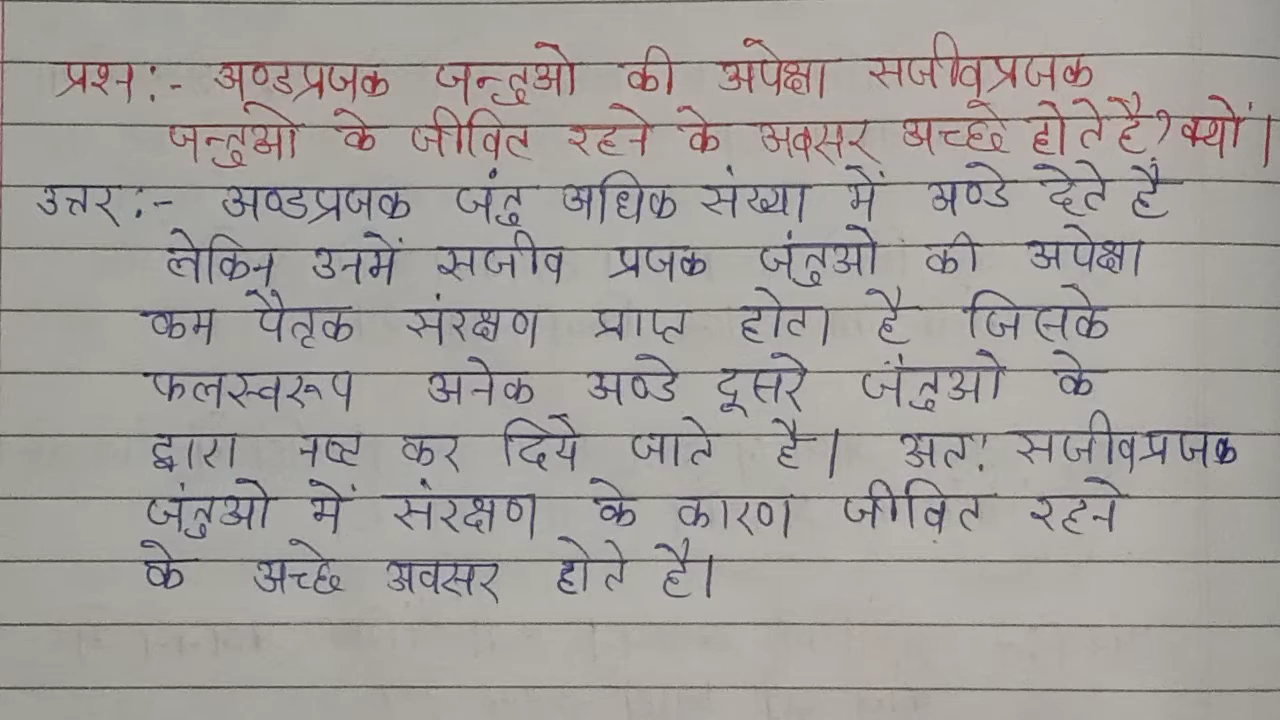 प्रश्न :- अण्डप्रजक जन्तुओ की अपेक्षा सजीवप्रजक
जन्तुओ के जीवित रहने के अवसर अच्छे होते है? क्यों।
उत्तर :- अण्डप्रजक जंतु अधिक संख्या में अण्डे देते हैं
लेकिन उनमें सजीव प्रजक जंतुओ की अपेक्षा
कम पैतृक संरक्षण प्राप्त होता है जिसके
फलस्वरूप अनेक अण्डे दूसरे जंतुओ के
द्वारा नष्ट कर दिये जाते है। अत: सजीवप्रजक
जंतुओ में संरक्षण के कारण जीवित रहने
के अच्छे अवसर होते है।